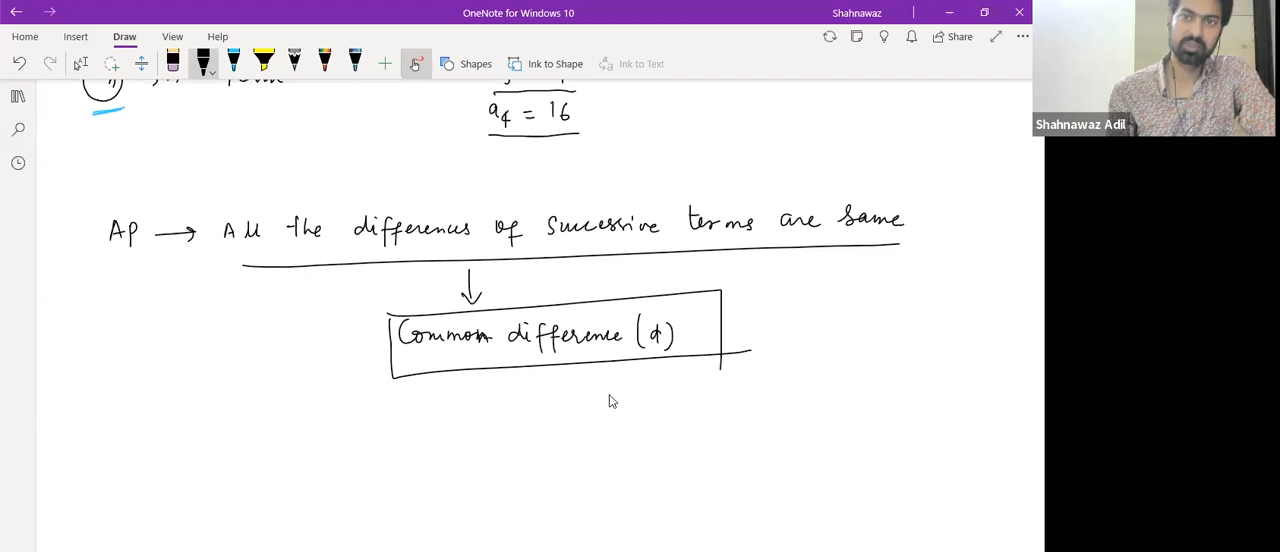 OneNote for Windows 10
Shahnawaz
Home Insert Draw View Help
Share
Shapes Ink to Shape Ink to Text
a4 = 16
Shahnawaz Adil
AP → All the differences of successive terms are same
Common difference (d)